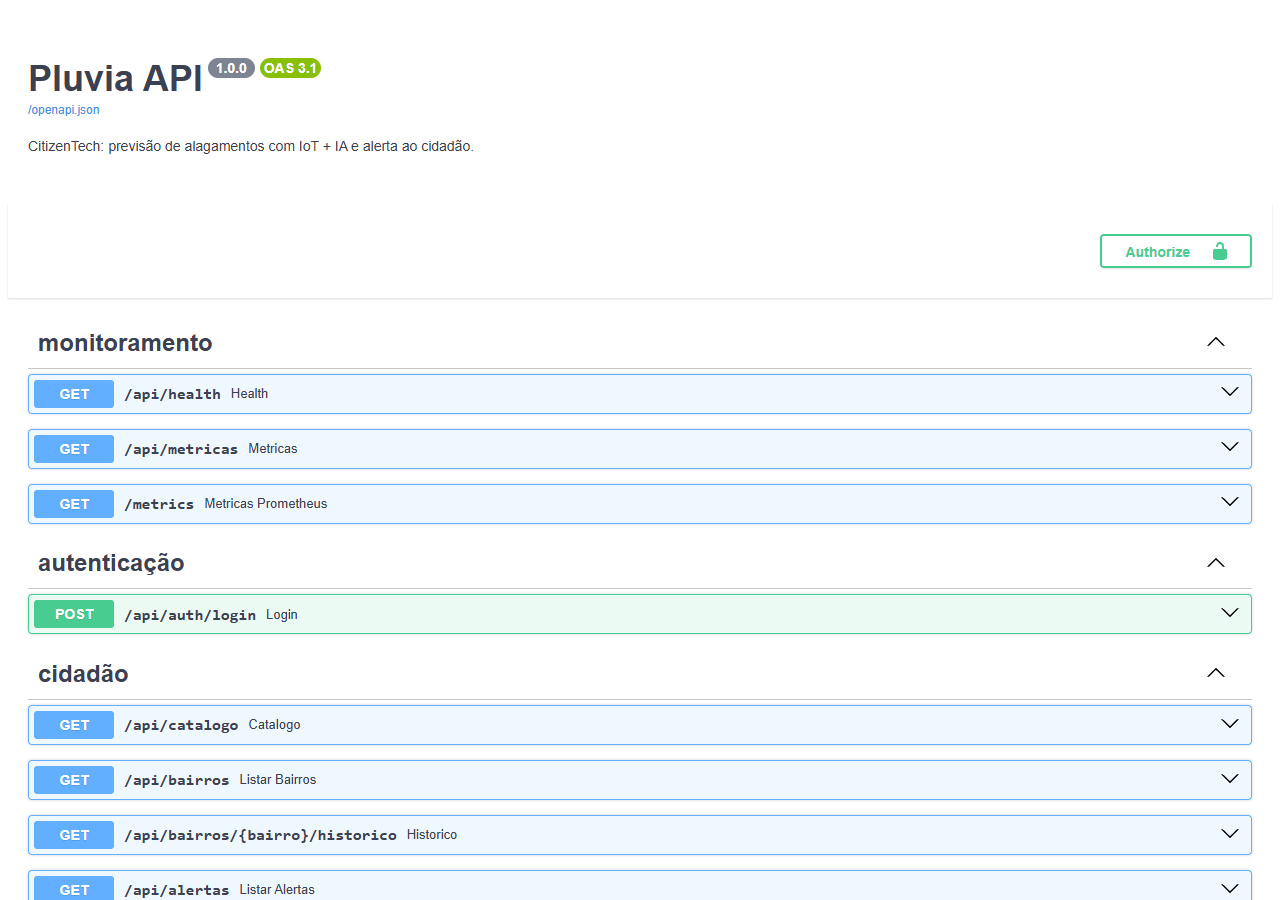 Pluvia API 1.0.0 OAS 3.1
/openapi.json
CitizenTech: previsão de alagamentos com IoT + IA e alerta ao cidadão.
Authorize
monitoramento
GET /api/health Health
GET /api/metricas Metricas
GET /metrics Metricas Prometheus
autenticação
POST /api/auth/login Login
cidadão
GET /api/catalogo Catalogo
GET /api/bairros Listar Bairros
GET /api/bairros/{bairro}/historico Historico
GET /api/alertas Listar Alertas